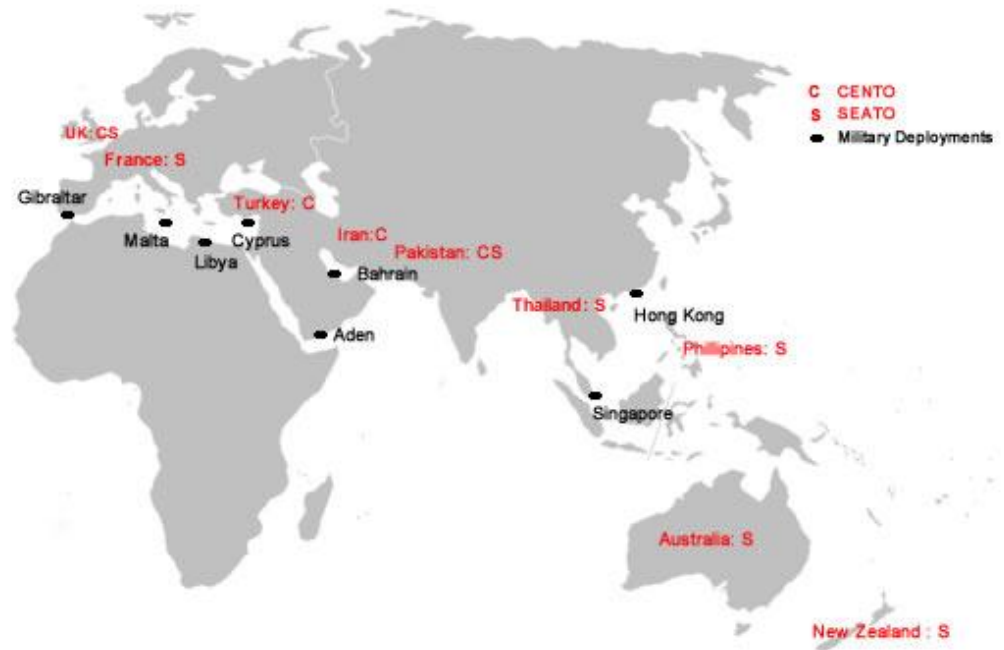 C CENTO
S SEATO
Military Deployments
UK:CS
France: S
Gibraltar
Turkey: C
Malta
Cyprus
Libya
Iran:C
Pakistan: CS
Bahrain
Thailand: S
Hong Kong
Aden
Phillipines: S
Singapore
Australia: S
New Zealand : S